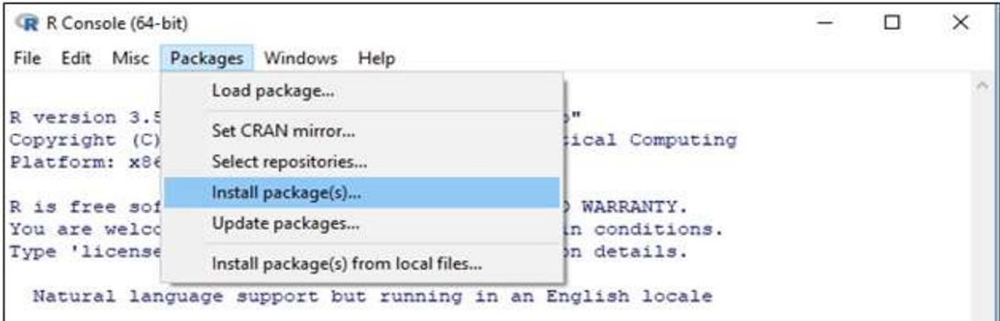 R Console (64-bit)
File Edit Misc Packages Windows Help
Load package...
Set CRAN mirror...
Select repositories...
Install package(s)...
Update packages...
Install package(s) from local files...
R version 3.5 "
Copyright (C) ical Computing
Platform: x86
R is free sof WARRANTY.
You are welco in conditions.
Type 'license on details.
Natural language support but running in an English locale